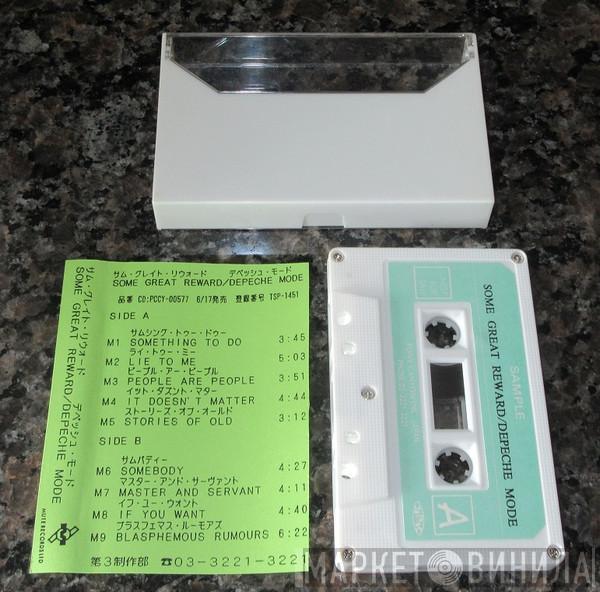 サム・グレイト・リウォード デペッシュ・モード
SOME GREAT REWARD/DEPECHE MODE
品番 CD:PCCY-00577 6/17発売 登録番号 TSP-1451
SIDE A
サムシング・トゥー・ドゥー
M1 SOMETHING TO DO 3:45
ライ・トゥー・ミー
M2 LIE TO ME 5:03
ピープル・アー・ピープル
M3 PEOPLE ARE PEOPLE 3:51
イット・ダズント・マター
M4 IT DOESN'T MATTER 4:44
ストーリーズ・オブ・オールド
M5 STORIES OF OLD 3:12
SIDE B
サムバディー
M6 SOMEBODY 4:27
マスター・アンド・サーヴァント
M7 MASTER AND SERVANT 4:11
イフ・ユー・ウォント
M8 IF YOU WANT 4:40
ブラスフェマス・ルーモアズ
M9 BLASPHEMOUS RUMOURS 6:22
第3制作部 ☎03-3221-3221
サム・グレイト・リウォード デペッシュ・モード
SOME GREAT REWARD/DEPECHE MODE
MUTE RECORDS LTD
SAMPLE
SOME GREAT REWARD/DEPECHE MODE
A
МАРКЕТ ВИНИЛА